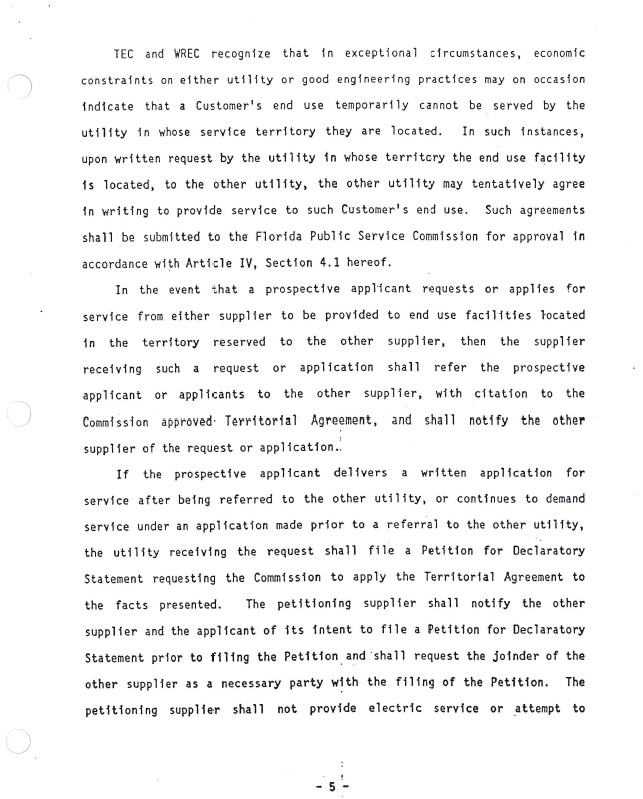 TEC and WREC recognize that in exceptional circumstances, economic
constraints on either utility or good engineering practices may on occasion
indicate that a Customer's end use temporarily cannot be served by the
utility in whose service territory they are located. In such instances,
upon written request by the utility in whose territory the end use facility
is located, to the other utility, the other utility may tentatively agree
in writing to provide service to such Customer's end use. Such agreements
shall be submitted to the Florida Public Service Commission for approval in
accordance with Article IV, Section 4.1 hereof.
In the event that a prospective applicant requests or applies for
service from either supplier to be provided to end use facilities located
in the territory reserved to the other supplier, then the supplier
receiving such a request or application shall refer the prospective
applicant or applicants to the other supplier, with citation to the
Commission approved Territorial Agreement, and shall notify the other
supplier of the request or application.
If the prospective applicant delivers a written application for
service after being referred to the other utility, or continues to demand
service under an application made prior to a referral to the other utility,
the utility receiving the request shall file a Petition for Declaratory
Statement requesting the Commission to apply the Territorial Agreement to
the facts presented. The petitioning supplier shall notify the other
supplier and the applicant of its intent to file a Petition for Declaratory
Statement prior to filing the Petition and shall request the joinder of the
other supplier as a necessary party with the filing of the Petition. The
petitioning supplier shall not provide electric service or attempt to
- 5 -